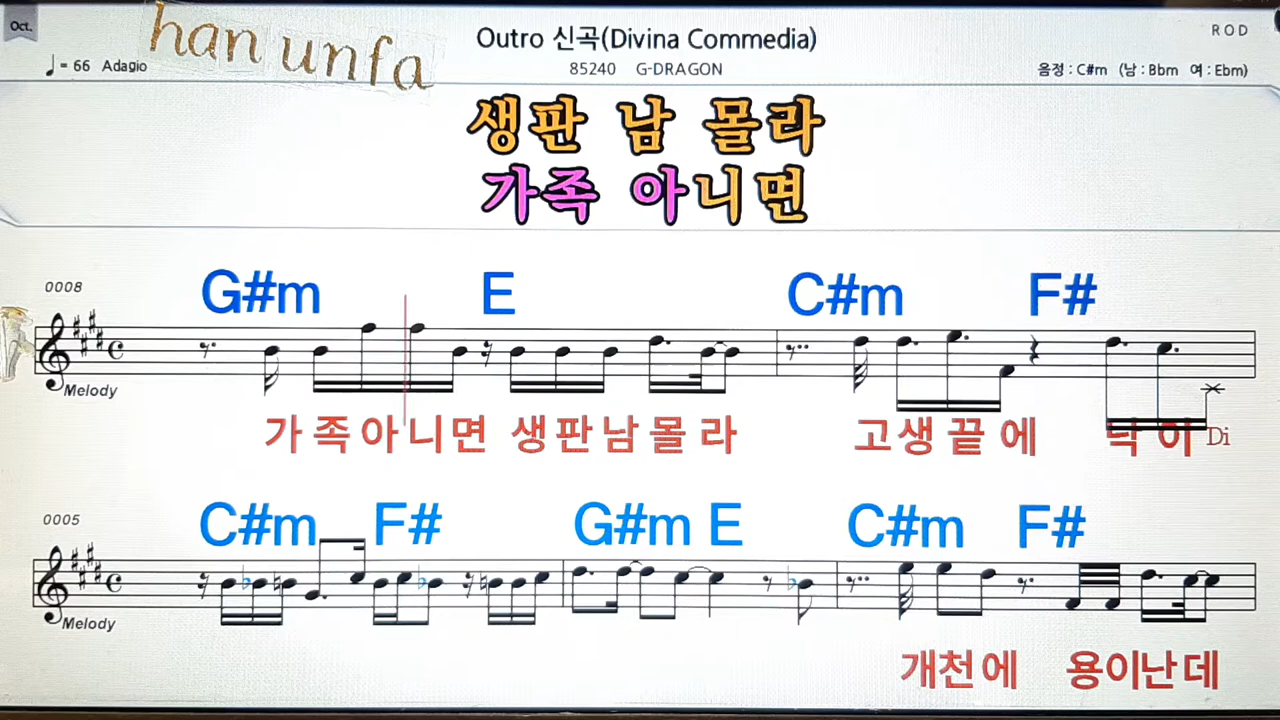 Oct.
han unfa
Outro 신곡(Divina Commedia)
R O D
♩ = 66 Adagio
85240 G-DRAGON
음정 : C#m (남 : Bbm 여 : Ebm)
생판 남 몰라
가족 아니면
0008
G#m E C#m F#
Melody
가 족 아 니 면 생 판 남 몰 라 고 생 끝 에 낙 이 Di
0005
C#m F# G#m E C#m F#
Melody
개 천 에 용 이 난 데